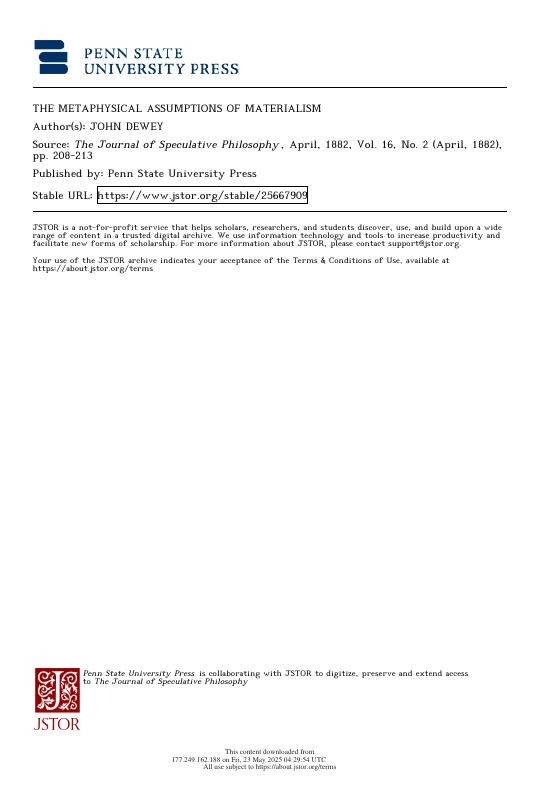 PENN STATE
UNIVERSITY PRESS
THE METAPHYSICAL ASSUMPTIONS OF MATERIALISM
Author(s): JOHN DEWEY
Source: The Journal of Speculative Philosophy, April, 1882, Vol. 16, No. 2 (April, 1882),
pp. 208-213
Published by: Penn State University Press
Stable URL: https://www.jstor.org/stable/25667909
JSTOR is a not-for-profit service that helps scholars, researchers, and students discover, use, and build upon a wide
range of content in a trusted digital archive. We use information technology and tools to increase productivity and
facilitate new forms of scholarship. For more information about JSTOR, please contact support@jstor.org.
Your use of the JSTOR archive indicates your acceptance of the Terms & Conditions of Use, available at
https://about.jstor.org/terms
Penn State University Press is collaborating with JSTOR to digitize, preserve and extend access
to The Journal of Speculative Philosophy
JSTOR
This content downloaded from
177.249.162.188 on Fri, 23 May 2025 04:29:54 UTC
All use subject to https://about.jstor.org/terms